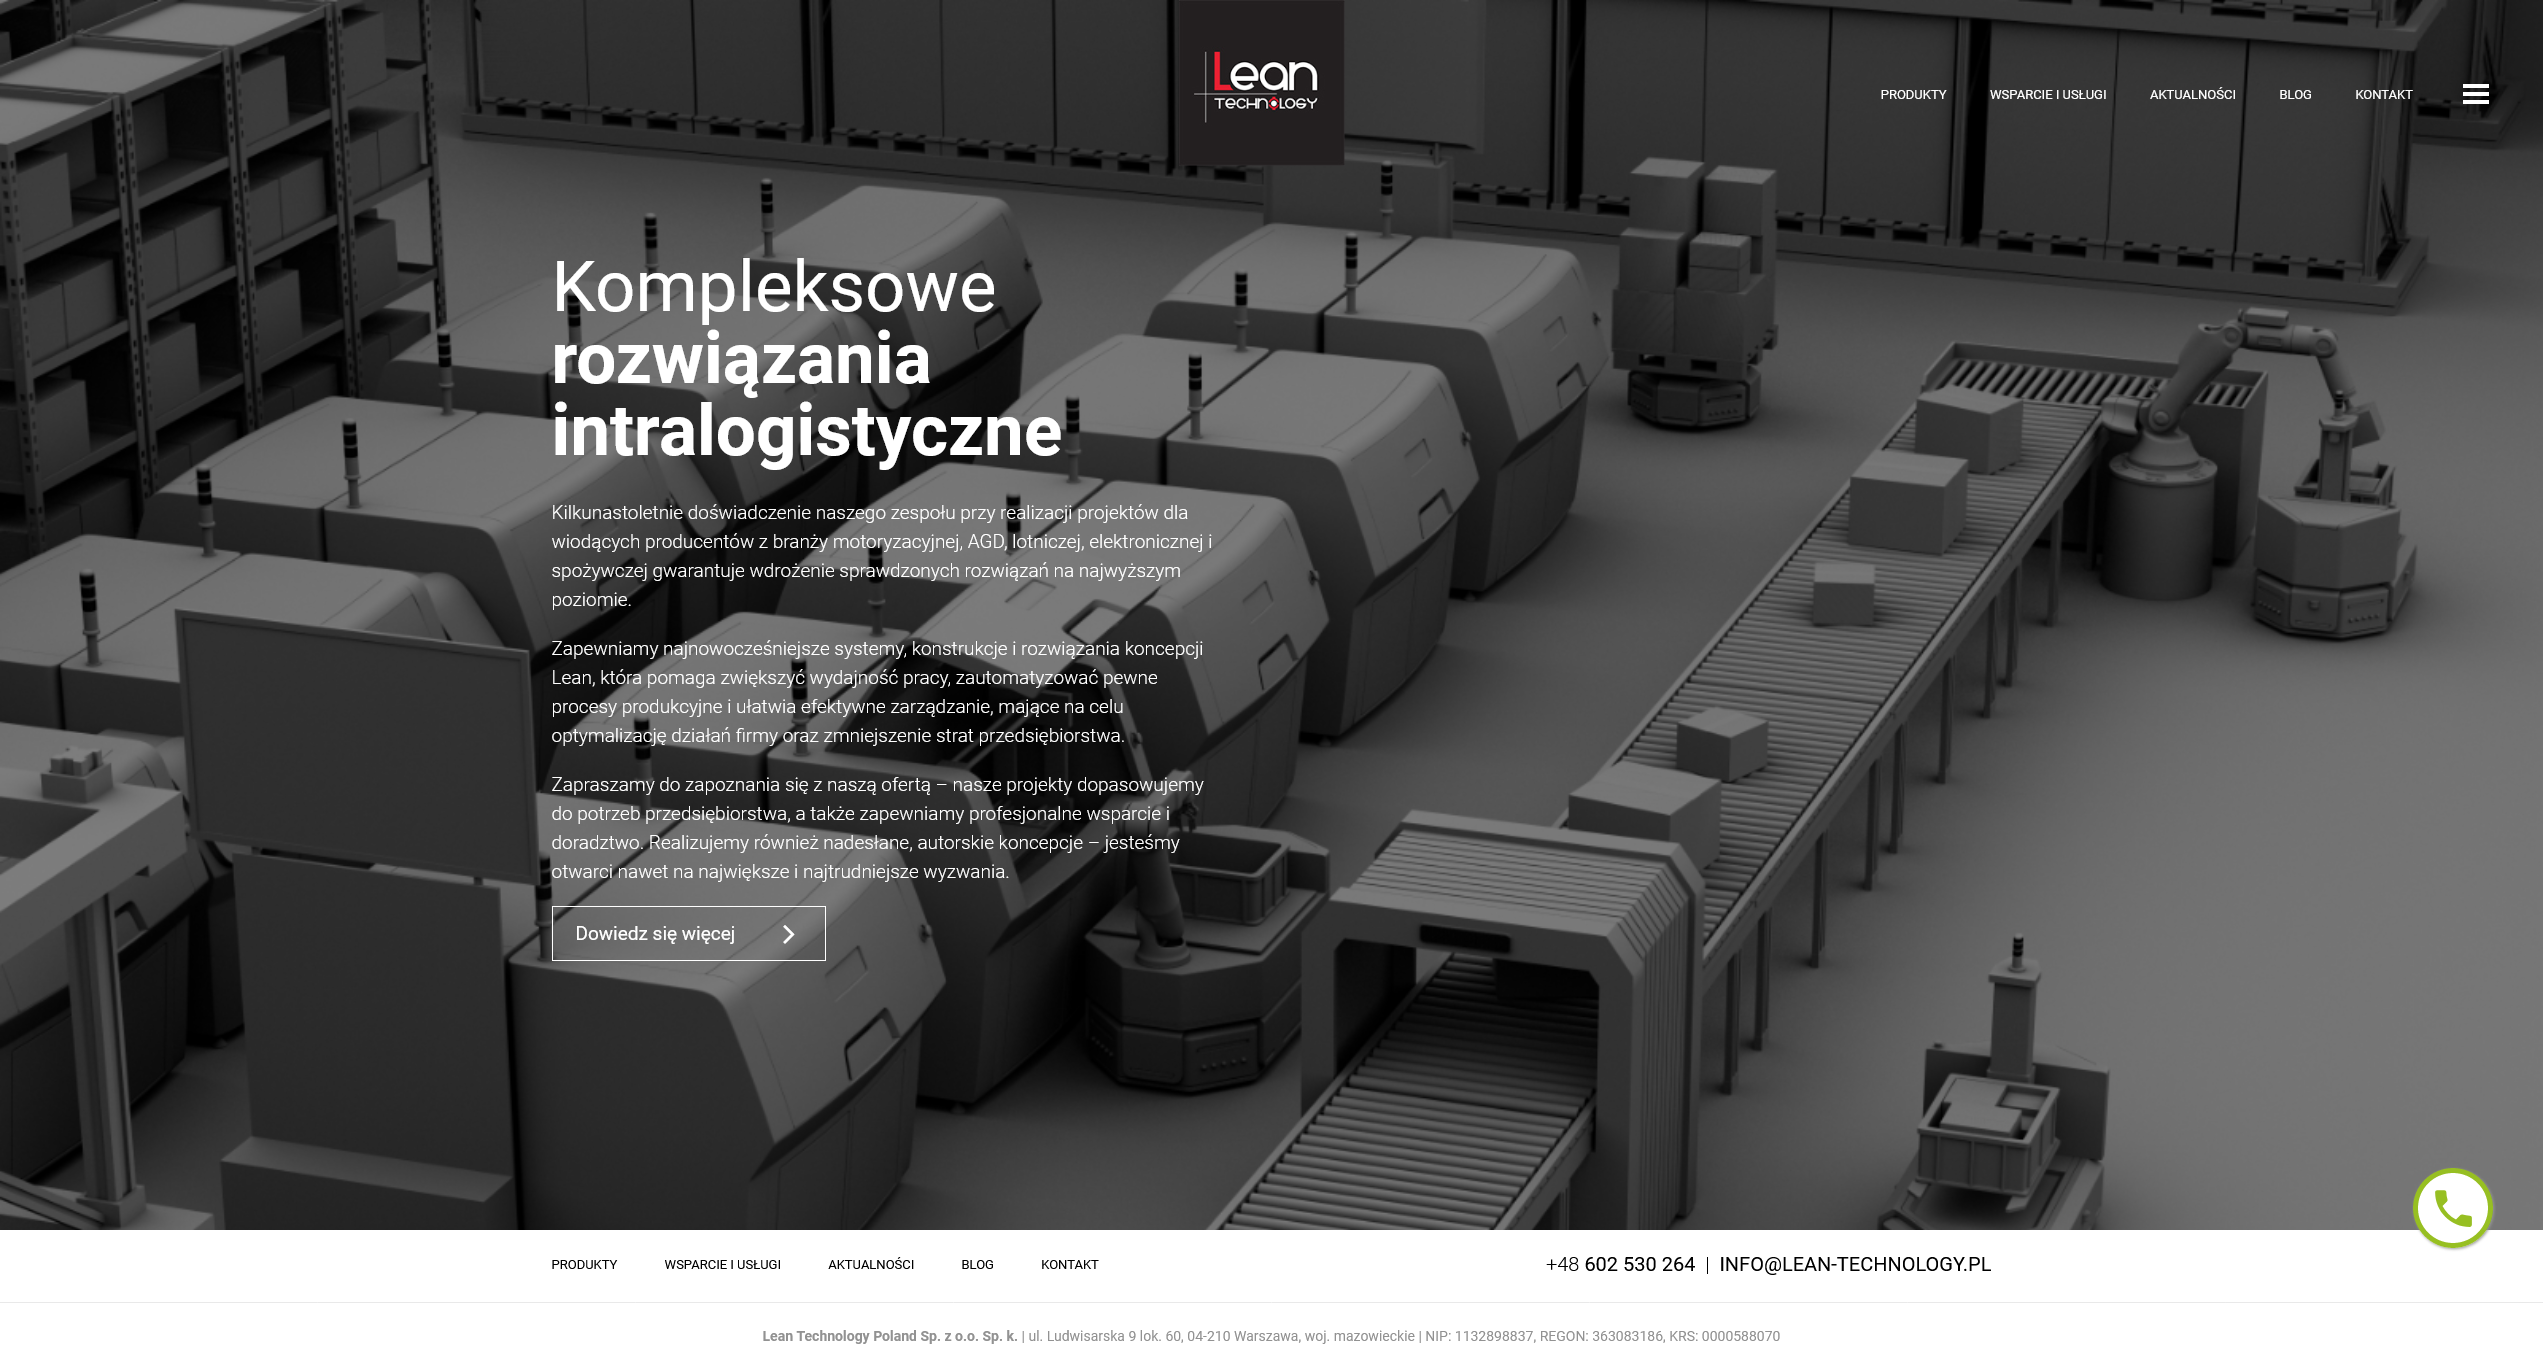 Lean
TECHNOLOGY
PRODUKTY
WSPARCIE I USŁUGI
AKTUALNOŚCI
BLOG
KONTAKT
Kompleksowe
rozwiązania
intralogistyczne
Kilkunastoletnie doświadczenie naszego zespołu przy realizacji projektów dla
wiodących producentów z branży motoryzacyjnej, AGD, lotniczej, elektronicznej i
spożywczej gwarantuje wdrożenie sprawdzonych rozwiązań na najwyższym
poziomie.
Zapewniamy najnowocześniejsze systemy, konstrukcje i rozwiązania koncepcji
Lean, która pomaga zwiększyć wydajność pracy, zautomatyzować pewne
procesy produkcyjne i ułatwia efektywne zarządzanie, mające na celu
optymalizację działań firmy oraz zmniejszenie strat przedsiębiorstwa.
Zapraszamy do zapoznania się z naszą ofertą – nasze projekty dopasowujemy
do potrzeb przedsiębiorstwa, a także zapewniamy profesjonalne wsparcie i
doradztwo. Realizujemy również nadesłane, autorskie koncepcje – jesteśmy
otwarci nawet na największe i najtrudniejsze wyzwania.
Dowiedz się więcej
PRODUKTY
WSPARCIE I USŁUGI
AKTUALNOŚCI
BLOG
KONTAKT
+48 602 530 264 | INFO@LEAN-TECHNOLOGY.PL
Lean Technology Poland Sp. z o.o. Sp. k. | ul. Ludwisarska 9 lok. 60, 04-210 Warszawa, woj. mazowieckie | NIP: 1132898837, REGON: 363083186, KRS: 0000588070